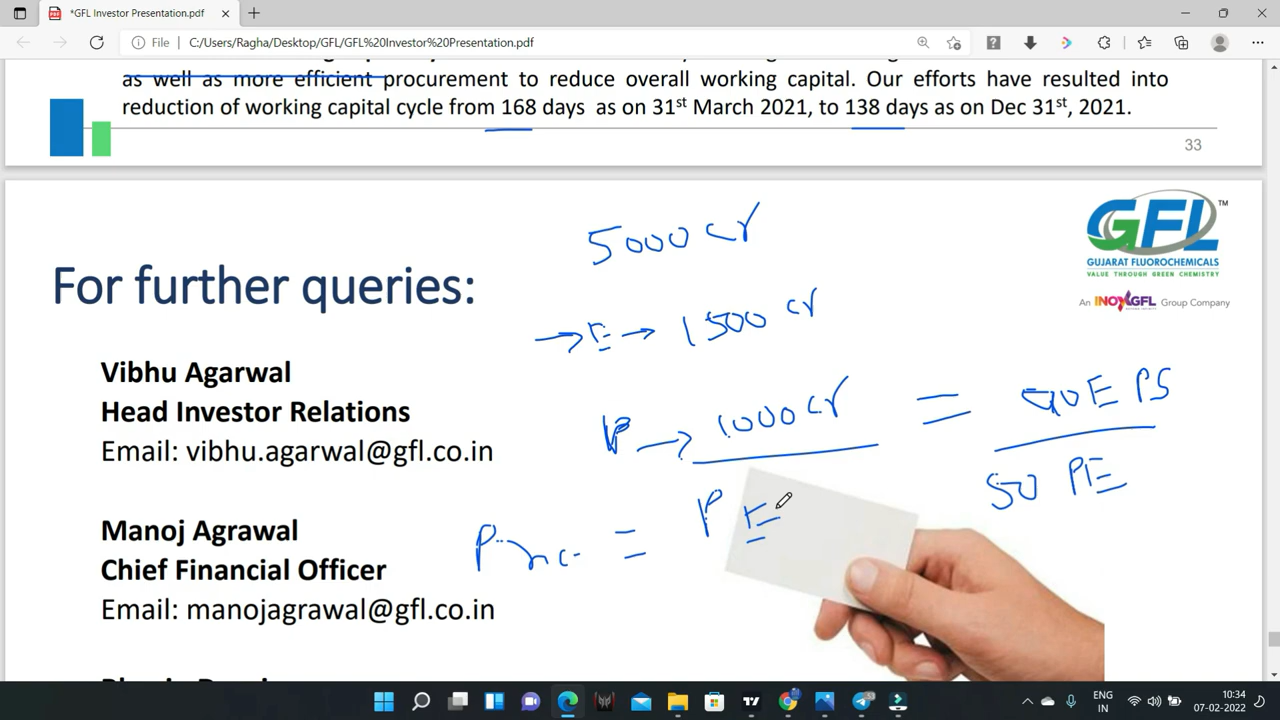 *GFL Investor Presentation.pdf
File C:/Users/Ragha/Desktop/GFL/GFL%20Investor%20Presentation.pdf
as well as more efficient procurement to reduce overall working capital. Our efforts have resulted into
reduction of working capital cycle from 168 days as on 31st March 2021, to 138 days as on Dec 31st, 2021.
33
5000 cr
GFL™
GUJARAT FLUOROCHEMICALS
VALUE THROUGH GREEN CHEMISTRY
An INOXGFL Group Company
For further queries:
→ E → 1500 cr
Vibhu Agarwal
Head Investor Relations
Email: vibhu.agarwal@gfl.co.in
P → 1000 cr = 90 EPS
50 PE
= PE
Manoj Agrawal
Chief Financial Officer
Email: manojagrawal@gfl.co.in
ENG
IN
10:34
07-02-2022